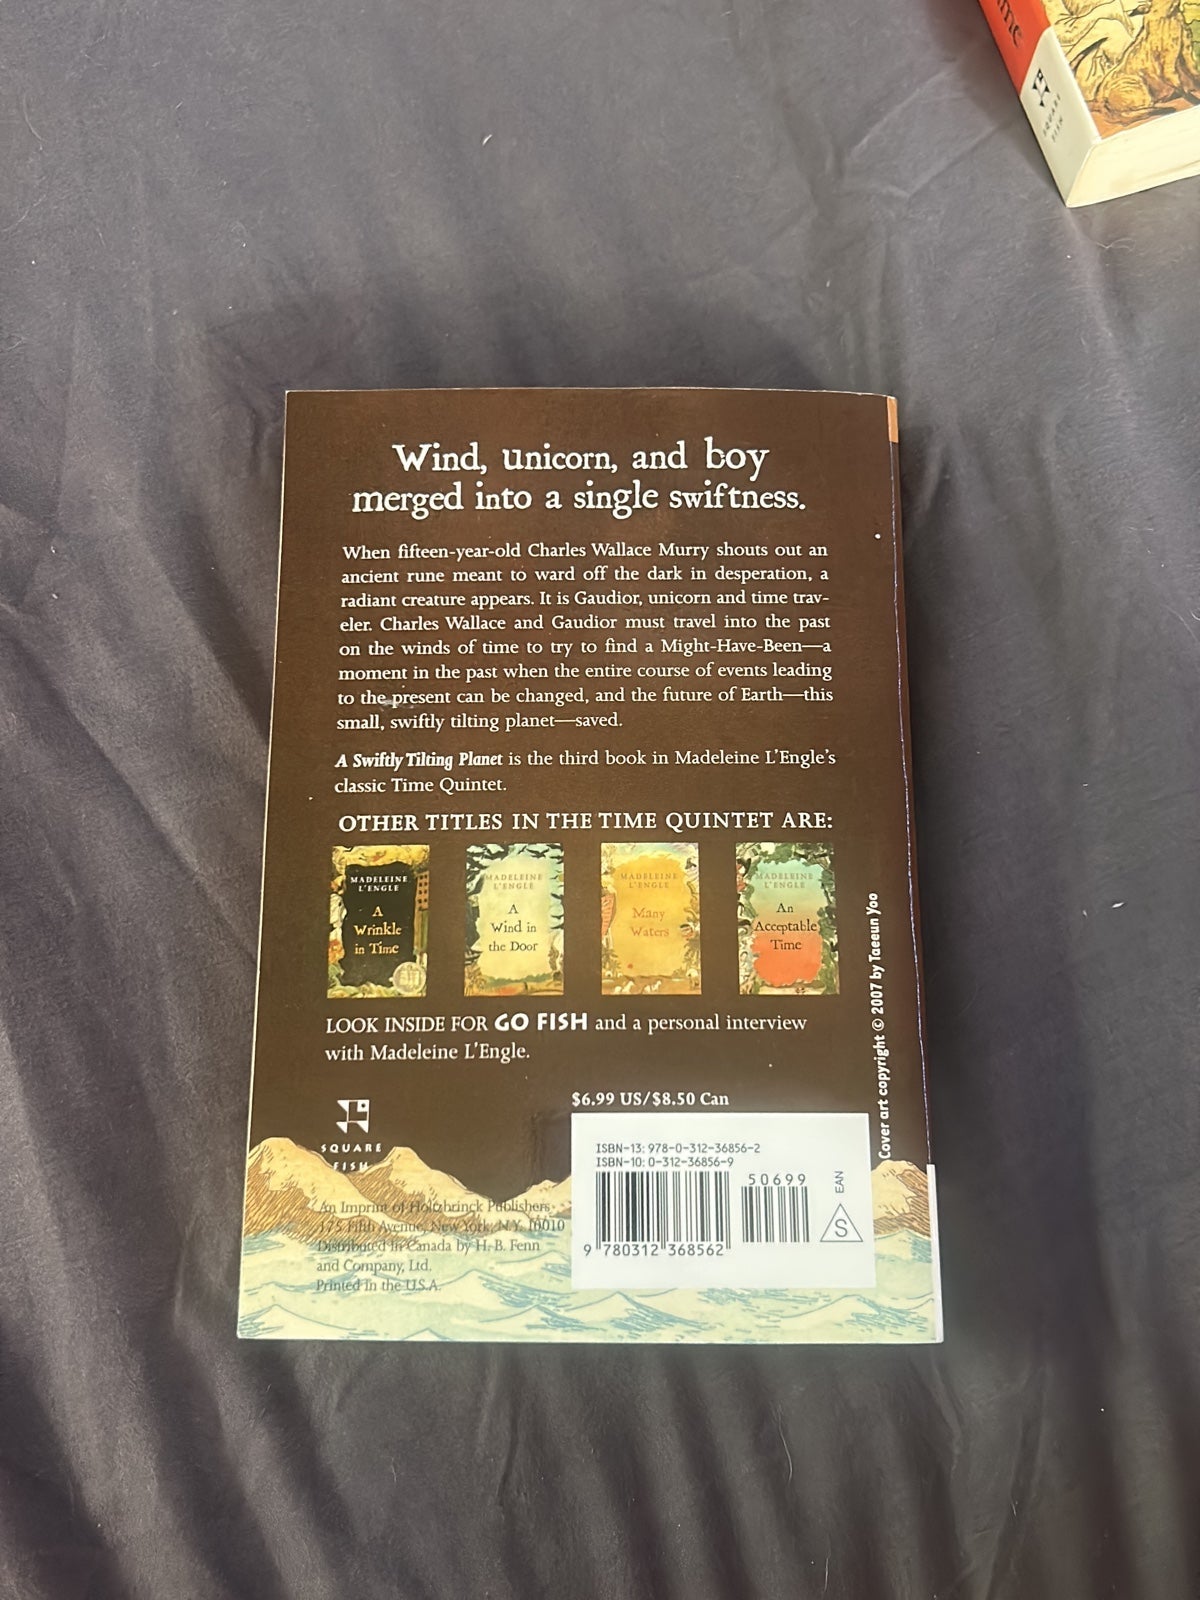 me
SQUARE
FISH
Wind, unicorn, and boy
merged into a single swiftness.
When fifteen-year-old Charles Wallace Murry shouts out an
ancient rune meant to ward off the dark in desperation, a
radiant creature appears. It is Gaudior, unicorn and time trav-
eler. Charles Wallace and Gaudior must travel into the past
on the winds of time to try to find a Might-Have-Been—a
moment in the past when the entire course of events leading
to the present can be changed, and the future of Earth—this
small, swiftly tilting planet—saved.
A Swiftly Tilting Planet is the third book in Madeleine L'Engle's
classic Time Quintet.
OTHER TITLES IN THE TIME QUINTET ARE:
MADELEINE
L'ENGLE
A
Wrinkle
in Time
MADELEINE
L'ENGLE
A
Wind in
the Door
MADELEINE
L'ENGLE
Many
Waters
MADELEINE
L'ENGLE
An
Acceptable
Time
LOOK INSIDE FOR GO FISH and a personal interview
with Madeleine L'Engle.
Cover art copyright © 2007 by Taeeun Yoo
SQUARE
FISH
An Imprint of Holtzbrinck Publishers
175 Fifth Avenue, New York, N.Y. 10010
Distributed in Canada by H. B. Fenn
and Company, Ltd.
Printed in the U.S.A.
$6.99 US/$8.50 Can
ISBN-13: 978-0-312-36856-2
ISBN-10: 0-312-36856-9
50699
9 780312 368562
EAN
S